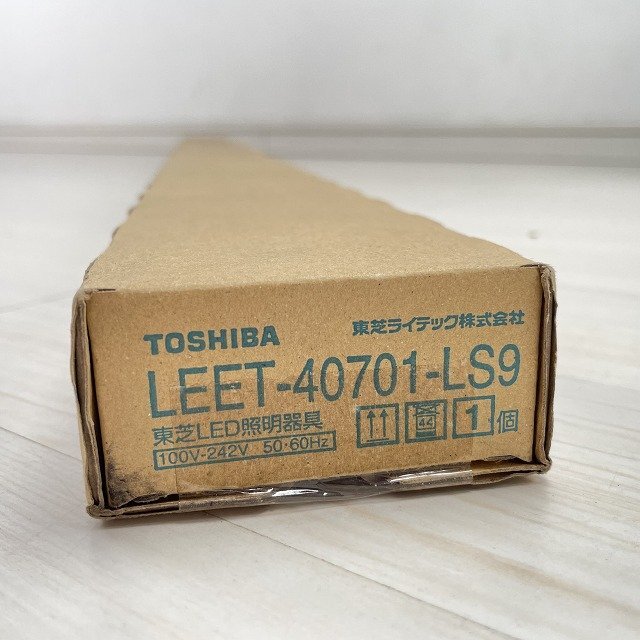 TOSHIBA 東芝ライテック株式会社
LEET-40701-LS9
東芝LED照明器具
100V-242V 50-60Hz
44
1個